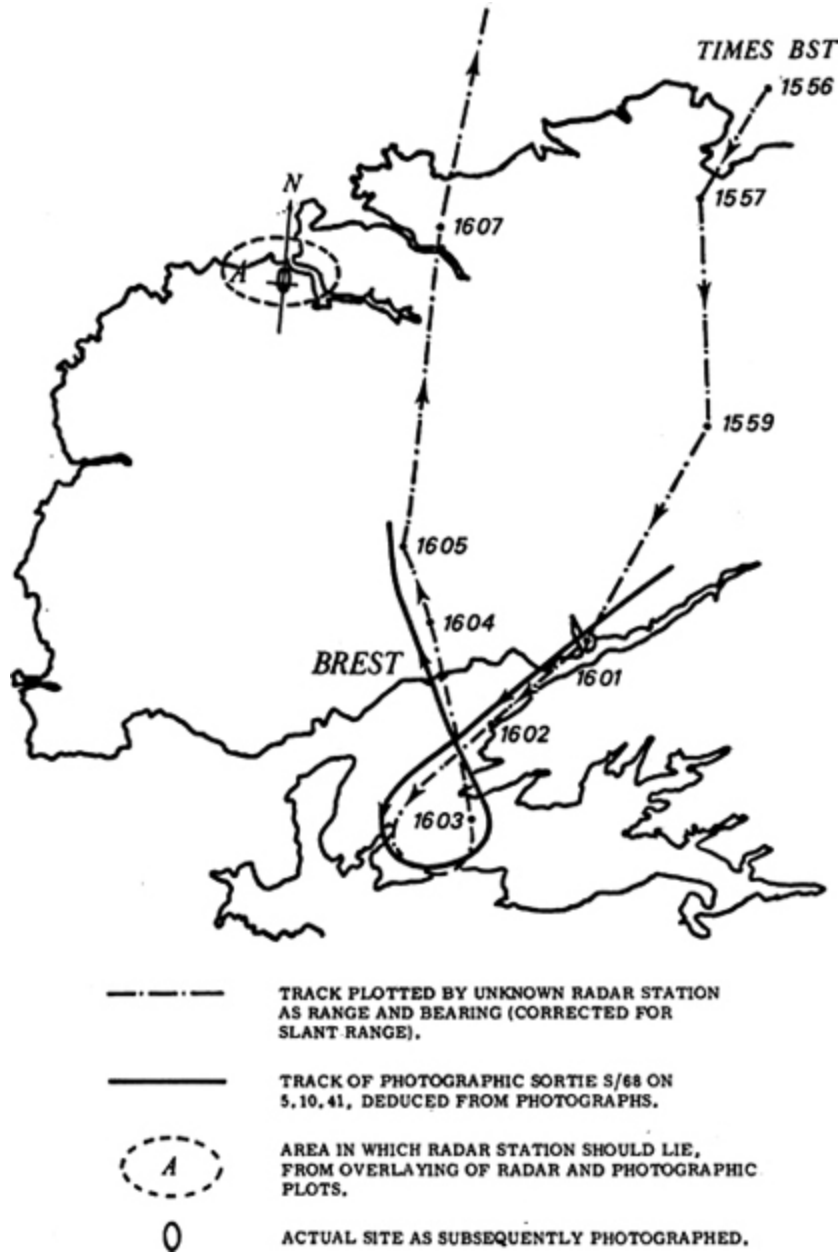 TIMES BST
1556
1557
N
1607
A
1559
1605
1604
BREST
1601
1602
1603
TRACK PLOTTED BY UNKNOWN RADAR STATION
AS RANGE AND BEARING (CORRECTED FOR
SLANT RANGE).
TRACK OF PHOTOGRAPHIC SORTIE S/68 ON
5.10.41, DEDUCED FROM PHOTOGRAPHS.
A
AREA IN WHICH RADAR STATION SHOULD LIE,
FROM OVERLAYING OF RADAR AND PHOTOGRAPHIC
PLOTS.
ACTUAL SITE AS SUBSEQUENTLY PHOTOGRAPHED.